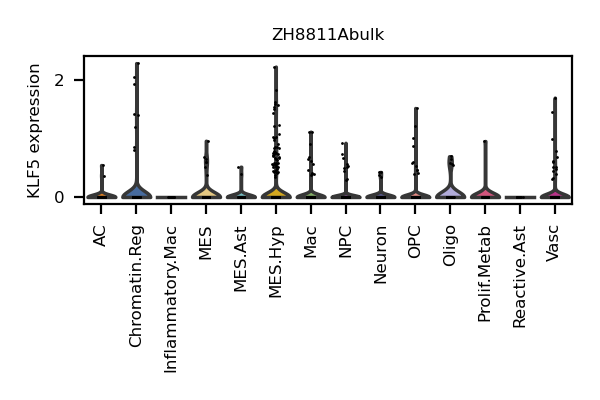 ZH8811Abulk
KLF5 expression
2
0
AC
Chromatin.Reg
Inflammatory.Mac
MES
MES.Ast
MES.Hyp
Mac
NPC
Neuron
OPC
Oligo
Prolif.Metab
Reactive.Ast
Vasc